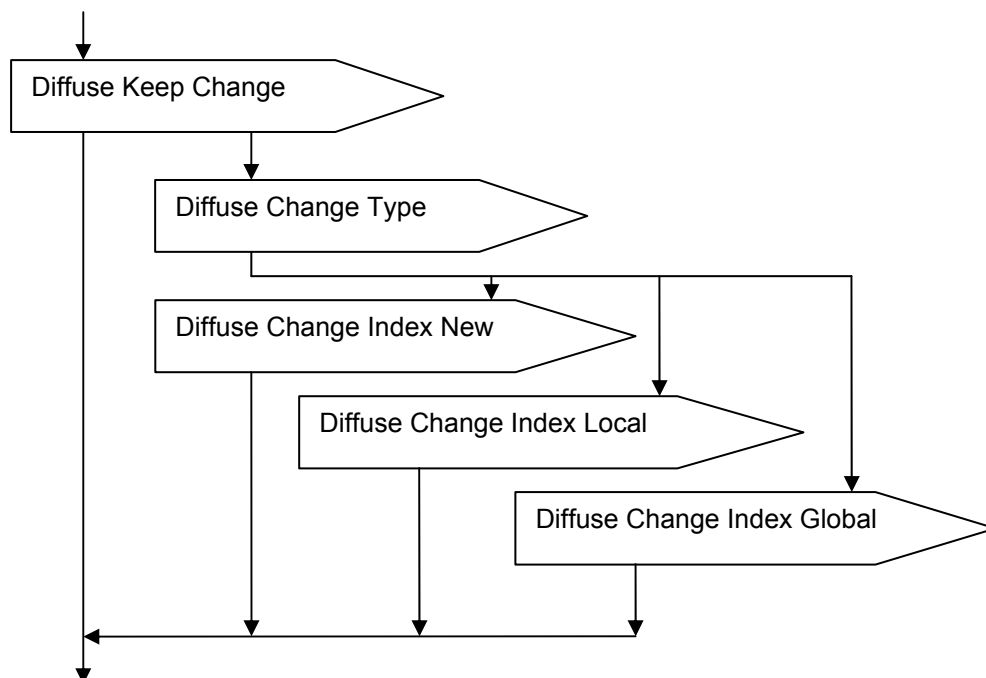 Diffuse Keep Change
Diffuse Change Type
Diffuse Change Index New
Diffuse Change Index Local
Diffuse Change Index Global